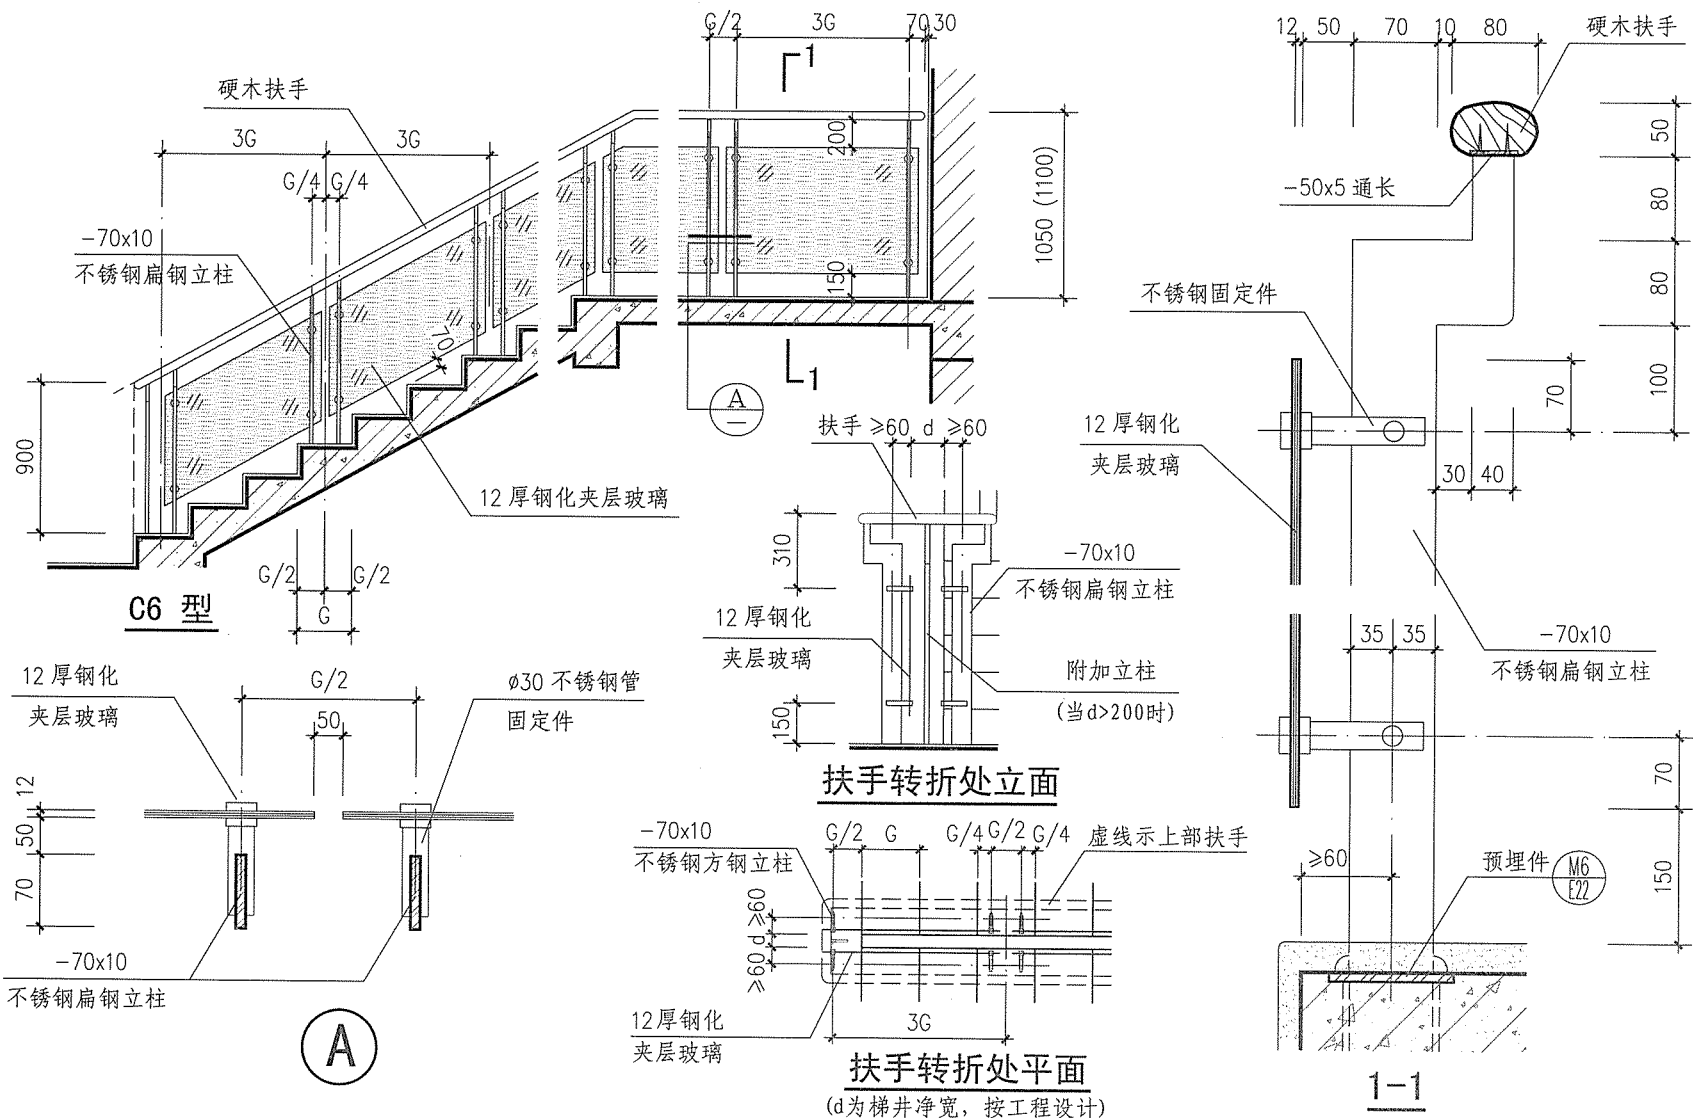 硬木扶手
3G
3G
G/4
G/4
-70x10
不锈钢扁钢立柱
900
70
12厚钢化夹层玻璃
G/2
G/2
G
C6 型
G/2
3G
70
30
1
200
150
1050 (1100)
1
A
12厚钢化
夹层玻璃
G/2
50
ø30 不锈钢管
固定件
12
50
70
-70x10
不锈钢扁钢立柱
A
扶手
≥60
d
≥60
310
150
-70x10
不锈钢扁钢立柱
12厚钢化
夹层玻璃
附加立柱
(当d>200时)
扶手转折处立面
-70x10
不锈钢方钢立柱
G/2
G
G/4
G/2
G/4
虚线示上部扶手
≥60
d
≥60
12厚钢化
夹层玻璃
3G
扶手转折处平面
(d为梯井净宽，按工程设计)
12
50
70
10
80
硬木扶手
50
-50x5 通长
80
不锈钢固定件
80
100
70
12厚钢化
夹层玻璃
30
40
35
35
-70x10
不锈钢扁钢立柱
70
≥60
预埋件
M6
E22
150
1-1